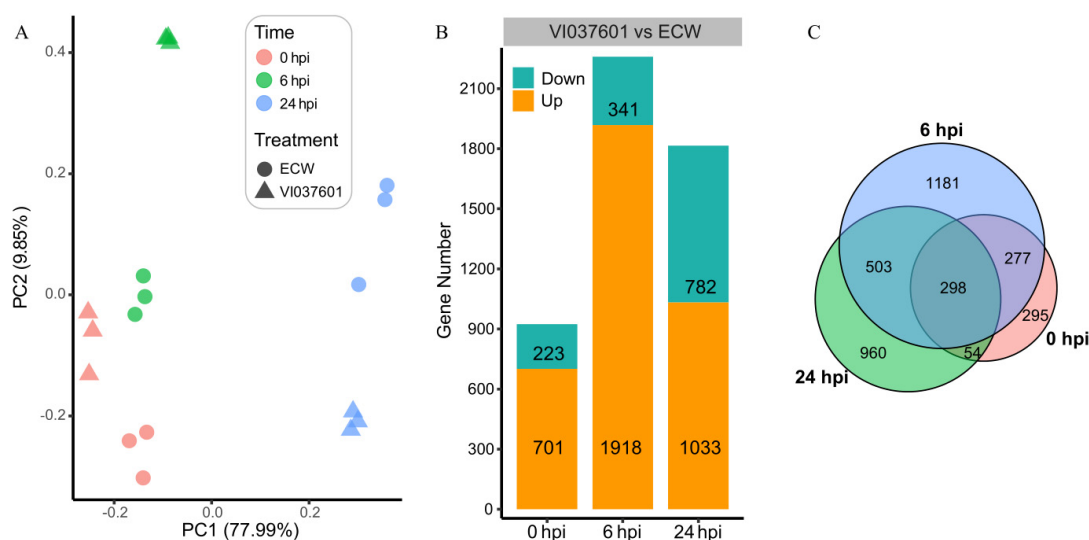 A
Time
0 hpi
6 hpi
24 hpi
Treatment
ECW
VI037601
0.4
0.2
0.0
-0.2
PC2 (9.85%)
-0.2
0.0
0.2
PC1 (77.99%)
B
VI037601 vs ECW
Down
Up
2100
1800
1500
1200
900
600
300
0
Gene Number
223
701
341
1918
782
1033
0 hpi
6 hpi
24 hpi
C
6 hpi
1181
503
298
277
295
960
54
0 hpi
24 hpi